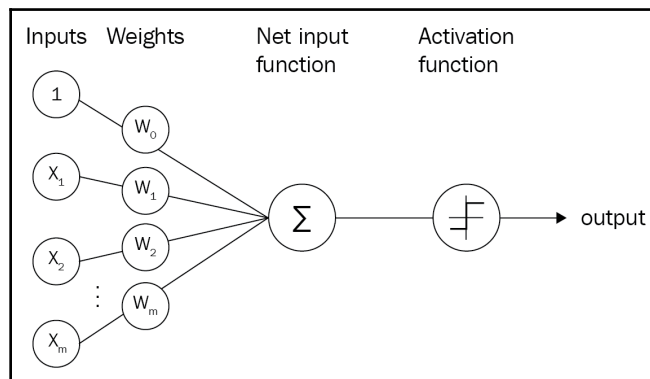 Inputs Weights Net input function Activation function
1
W₀
X₁
W₁
X₂
W₂
⋮
Wₘ
Xₘ
Σ
output